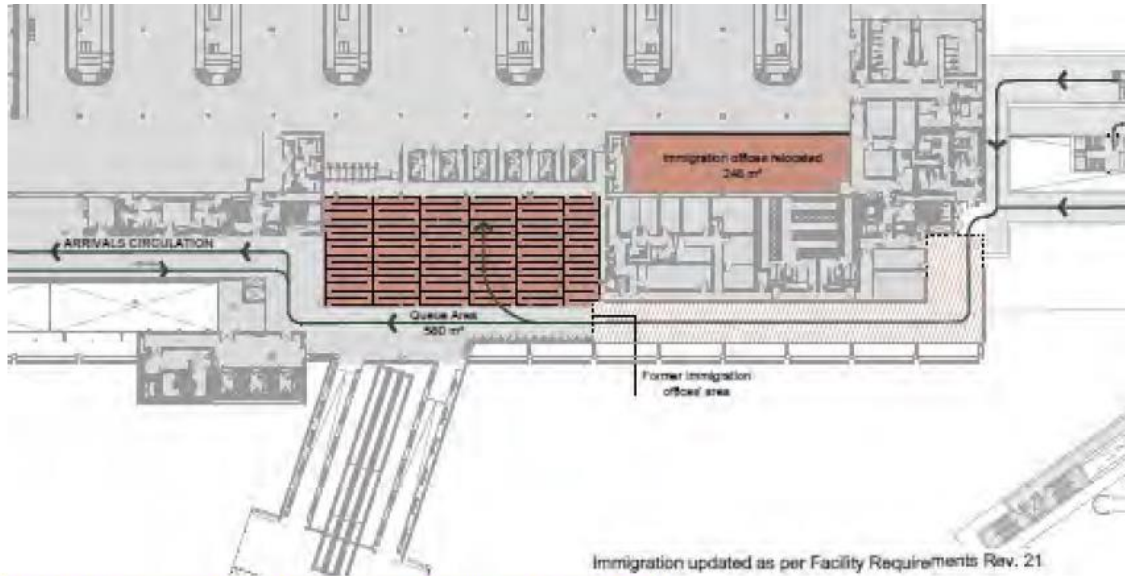 Immigration offices relocated
246 m²
ARRIVALS CIRCULATION
Queue Area
580 m²
Former Immigration
offices' area
Immigration updated as per Facility Requirements Rev. 21